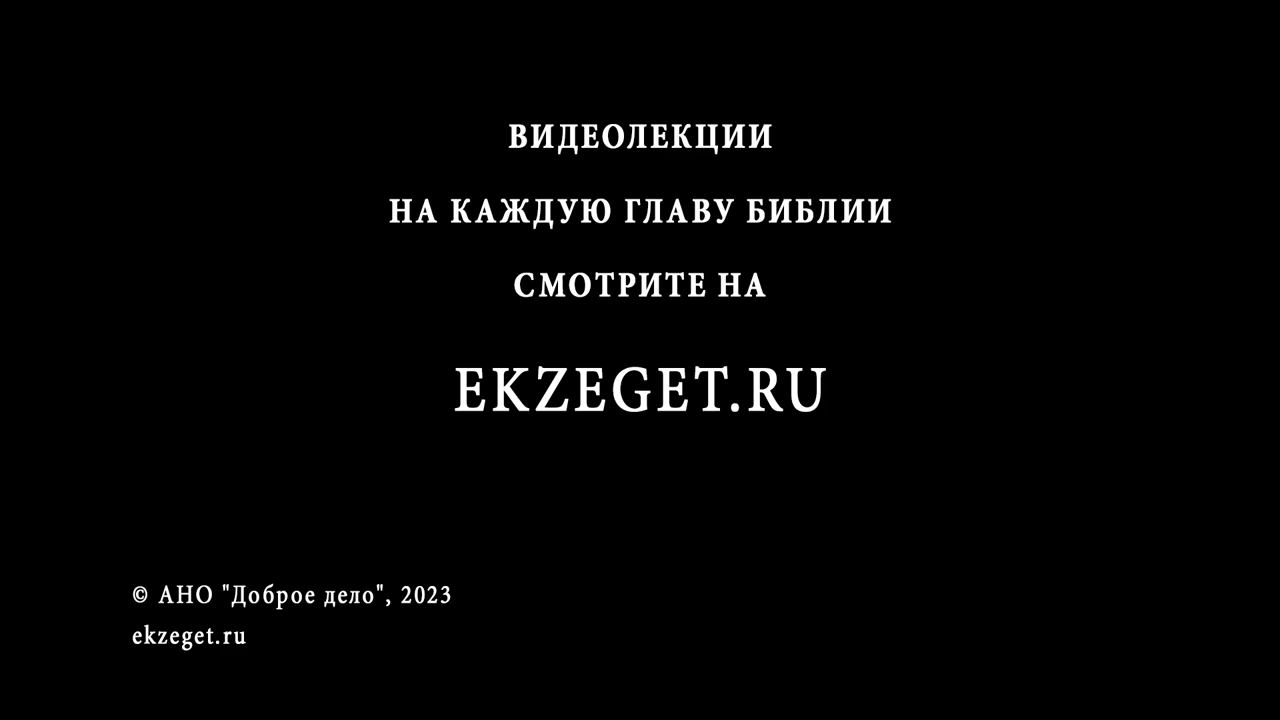 ВИДЕОЛЕКЦИИ
НА КАЖДУЮ ГЛАВУ БИБЛИИ
СМОТРИТЕ НА
EKZEGET.RU
© АНО "Доброе дело", 2023
ekzeget.ru